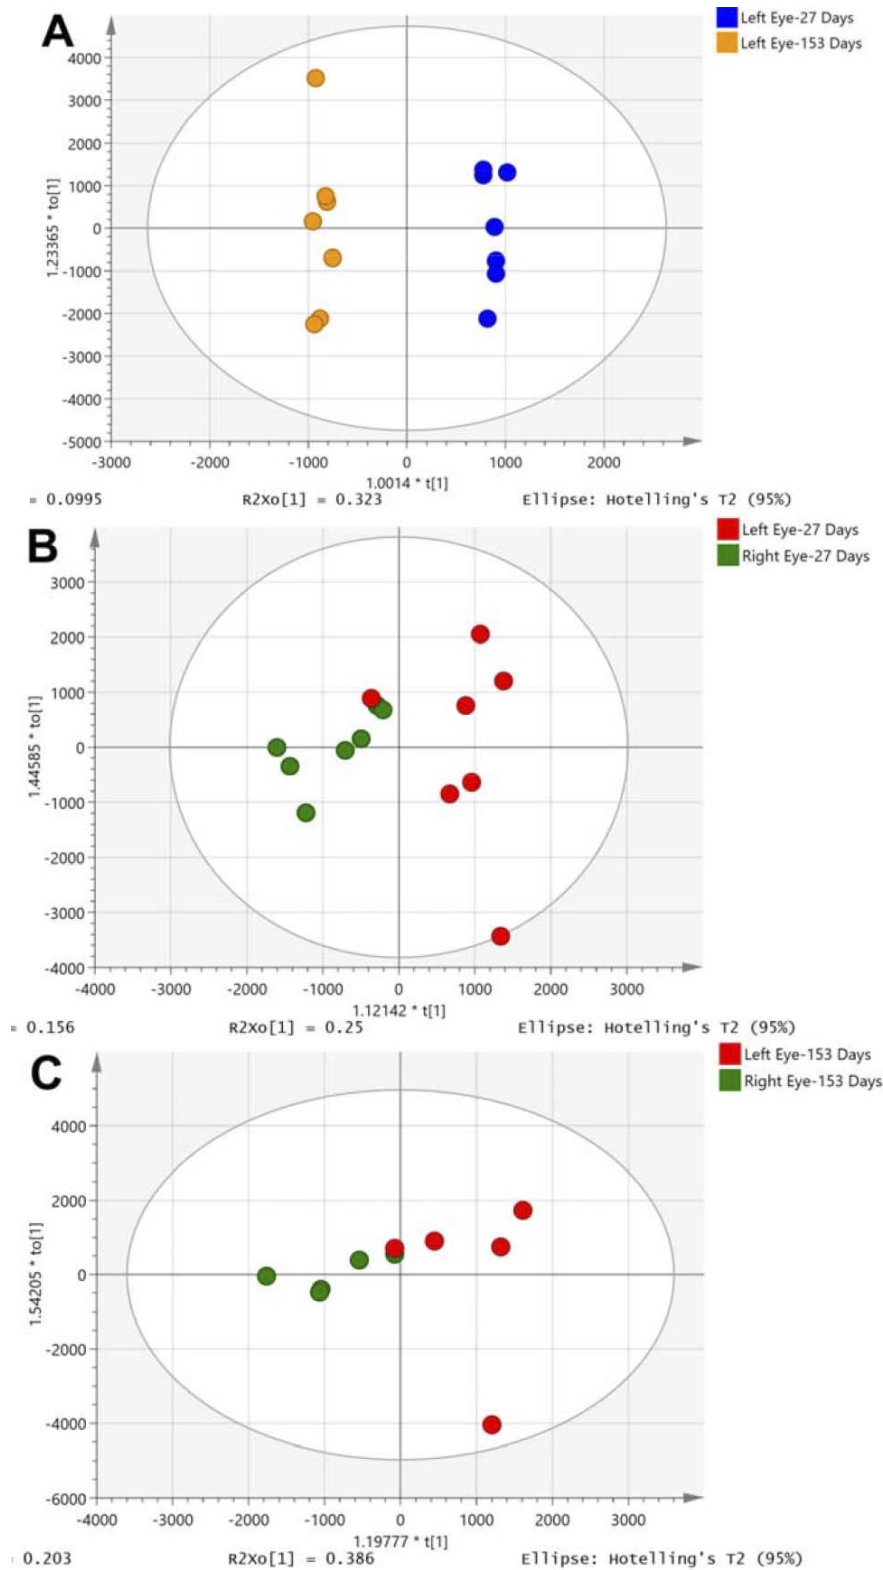 A
Left Eye-27 Days
Left Eye-153 Days
4000
3000
2000
1000
0
-1000
-2000
-3000
-4000
-5000
1.23365 * to[1]
-3000 -2000 -1000 0 1000 2000
1.0014 * t[1]
= 0.0995 R2Xo[1] = 0.323 Ellipse: Hotelling's T2 (95%)
B
Left Eye-27 Days
Right Eye-27 Days
3000
2000
1000
0
-1000
-2000
-3000
-4000
1.44585 * to[1]
-4000 -3000 -2000 -1000 0 1000 2000 3000
1.12142 * t[1]
= 0.156 R2Xo[1] = 0.25 Ellipse: Hotelling's T2 (95%)
C
Left Eye-153 Days
Right Eye-153 Days
4000
2000
0
-2000
-4000
-6000
1.54205 * to[1]
-4000 -3000 -2000 -1000 0 1000 2000 3000
1.19777 * t[1]
0.203 R2Xo[1] = 0.386 Ellipse: Hotelling's T2 (95%)